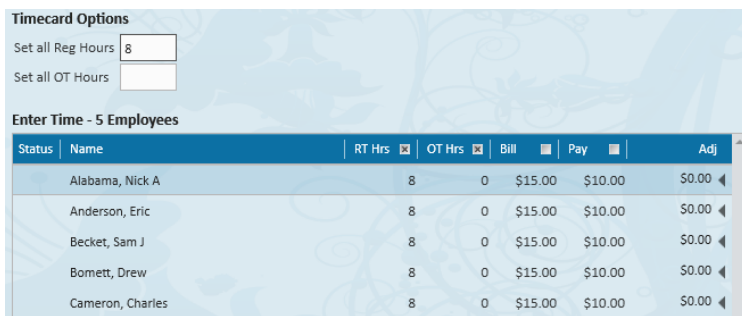 Timecard Options
Set all Reg Hours 8
Set all OT Hours
Enter Time - 5 Employees
Status Name RT Hrs OT Hrs Bill Pay Adj
Alabama, Nick A 8 0 $15.00 $10.00 $0.00
Anderson, Eric 8 0 $15.00 $10.00 $0.00
Becket, Sam J 8 0 $15.00 $10.00 $0.00
Bomett, Drew 8 0 $15.00 $10.00 $0.00
Cameron, Charles 8 0 $15.00 $10.00 $0.00